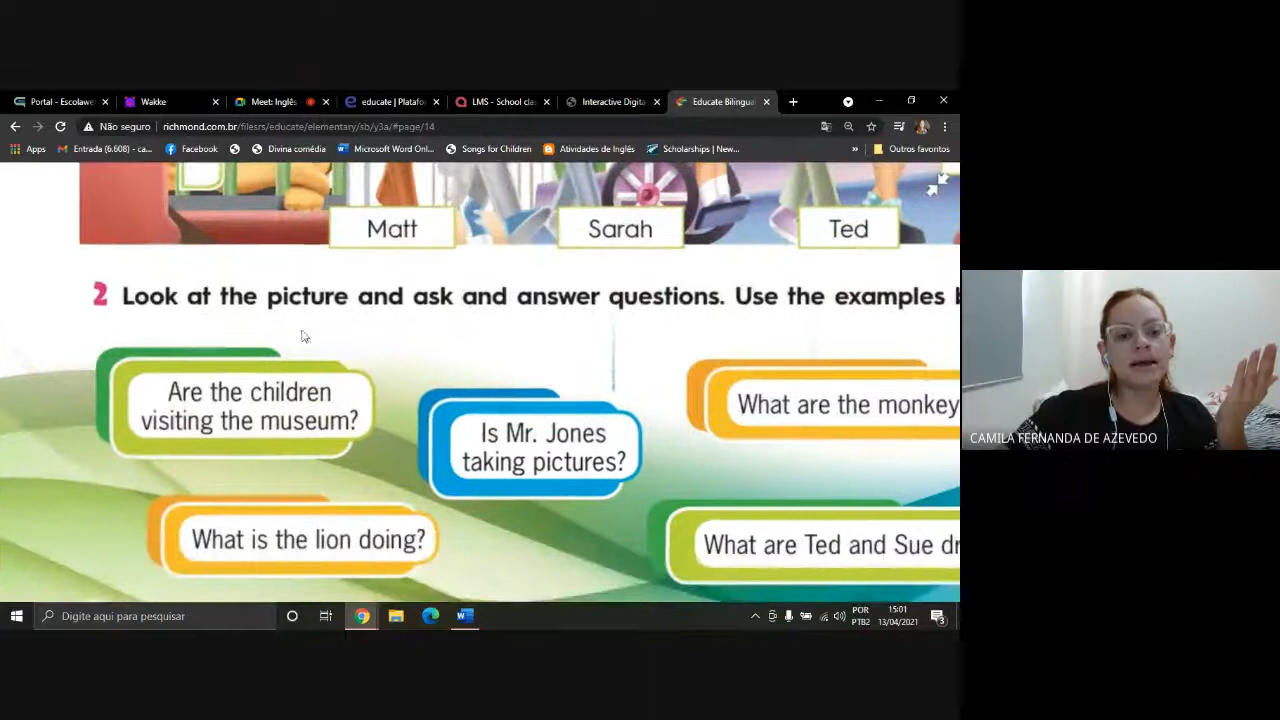 Portal - Escolawe
Wakke
Meet: Inglês
educate | Platafo
LMS - School cla
Interactive Digita
Educate Bilingua
Não seguro
richmond.com.br/filesrs/educate/elementary/sb/y3a/#page/14
Apps
Entrada (6.608) - ca...
Facebook
Divina comédia
Microsoft Word Onl...
Songs for Children
Atividades de Inglês
Scholarships | New...
»
Outros favoritos
Matt
Sarah
Ted
2 Look at the picture and ask and answer questions. Use the examples b
Are the children
visiting the museum?
Is Mr. Jones
taking pictures?
What are the monkey
What is the lion doing?
What are Ted and Sue dr
CAMILA FERNANDA DE AZEVEDO
Digite aqui para pesquisar
POR
PTB2
15:01
13/04/2021
3